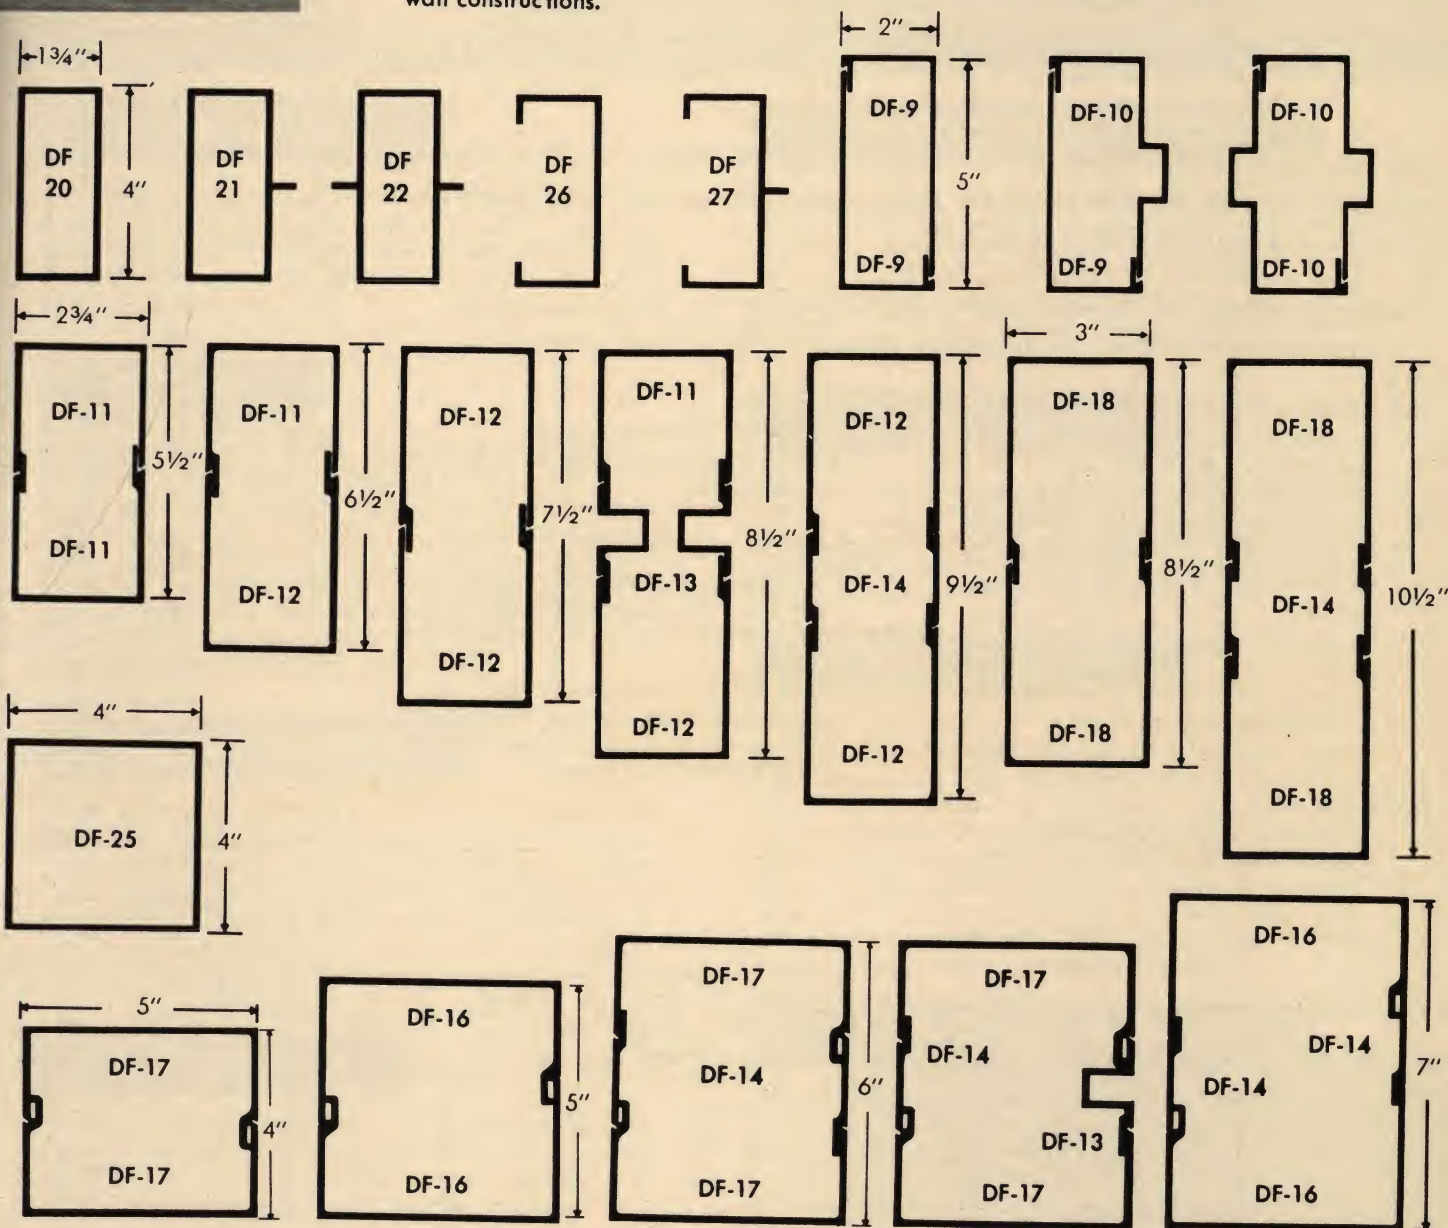 wall constructions.
1¾"
2"
DF
20
4"
DF
21
DF
22
DF
26
DF
27
DF-9
DF-9
5"
DF-10
DF-9
DF-10
DF-10
2¾"
3"
DF-11
DF-11
5½"
DF-11
DF-12
6½"
DF-12
DF-12
7½"
DF-11
DF-13
DF-12
8½"
DF-12
DF-14
DF-12
9½"
DF-18
DF-18
8½"
DF-18
DF-14
DF-18
10½"
4"
DF-25
4"
5"
DF-17
DF-17
4"
DF-16
DF-16
5"
DF-17
DF-14
DF-17
6"
DF-17
DF-14
DF-13
DF-17
DF-16
DF-14
DF-14
DF-16
7"